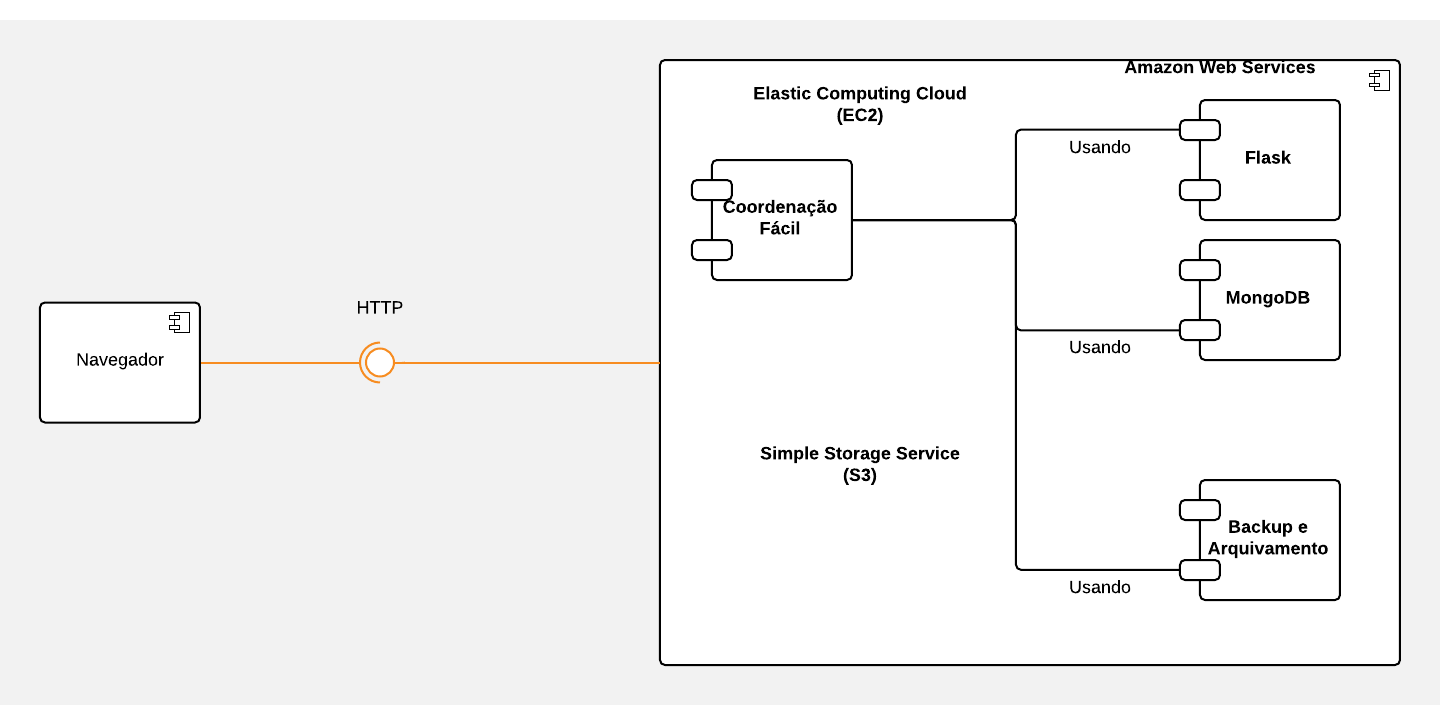 Amazon Web Services
Elastic Computing Cloud
(EC2)
Usando
Flask
Coordenação
Fácil
MongoDB
Usando
HTTP
Navegador
Simple Storage Service
(S3)
Backup e
Arquivamento
Usando